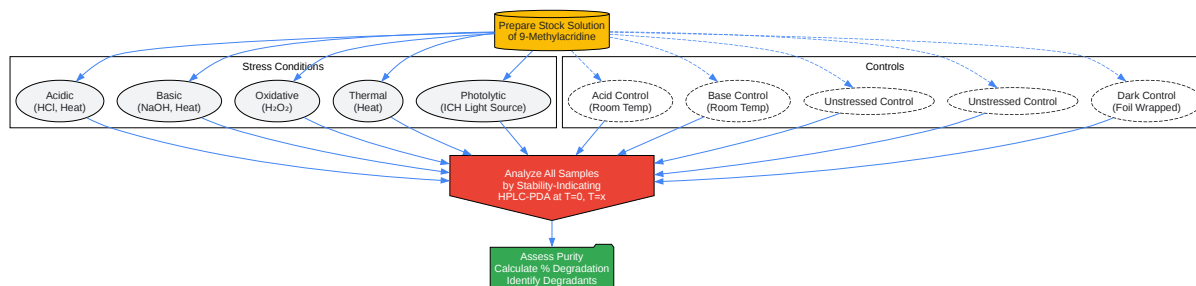 Prepare Stock Solution
of 9-Methylacridine
Stress Conditions
Controls
Acidic
(HCl, Heat)
Basic
(NaOH, Heat)
Oxidative
(H₂O₂)
Thermal
(Heat)
Photolytic
(ICH Light Source)
Acid Control
(Room Temp)
Base Control
(Room Temp)
Unstressed Control
Unstressed Control
Dark Control
(Foil Wrapped)
Analyze All Samples
by Stability-Indicating
HPLC-PDA at T=0, T=x
Assess Purity
Calculate % Degradation
Identify Degradants